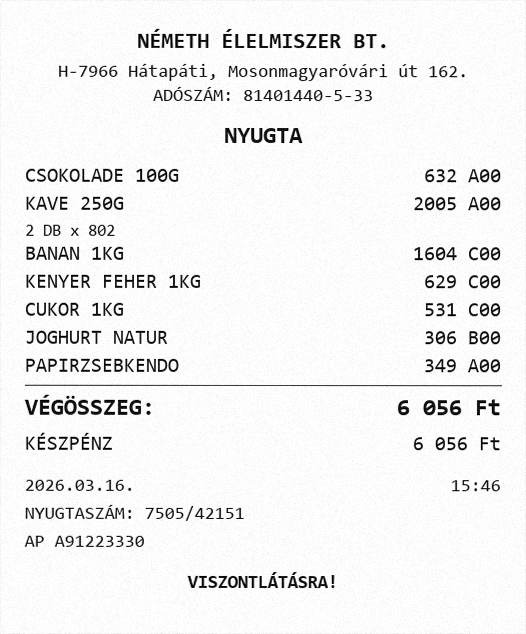 NÉMETH ÉLELMISZER BT.
H-7966 Hátapáti, Mosonmagyaróvári út 162.
ADÓSZÁM: 81401440-5-33
NYUGTA
CSOKOLADE 100G 632 A00
KAVE 250G 2005 A00
2 DB x 802
BANAN 1KG 1604 C00
KENYER FEHER 1KG 629 C00
CUKOR 1KG 531 C00
JOGHURT NATUR 306 B00
PAPIRZSEBKENDO 349 A00
VÉGÖSSZEG: 6 056 Ft
KÉSZPÉNZ 6 056 Ft
2026.03.16. 15:46
NYUGTASZÁM: 7505/42151
AP A91223330
VISZONTLÁTÁSRA!